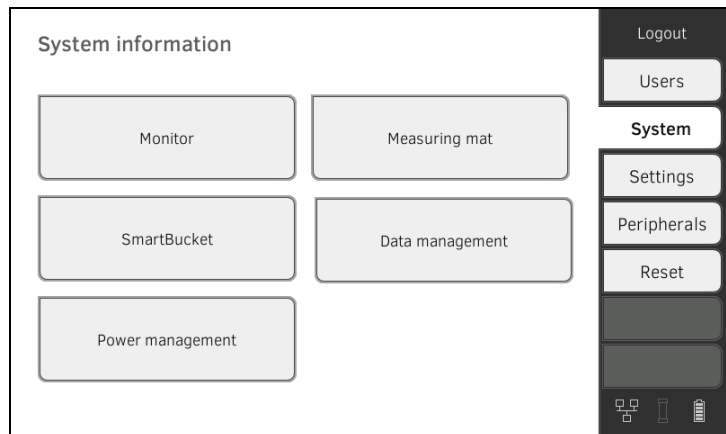 System information
Monitor
Measuring mat
SmartBucket
Data management
Power management
Logout
Users
System
Settings
Peripherals
Reset